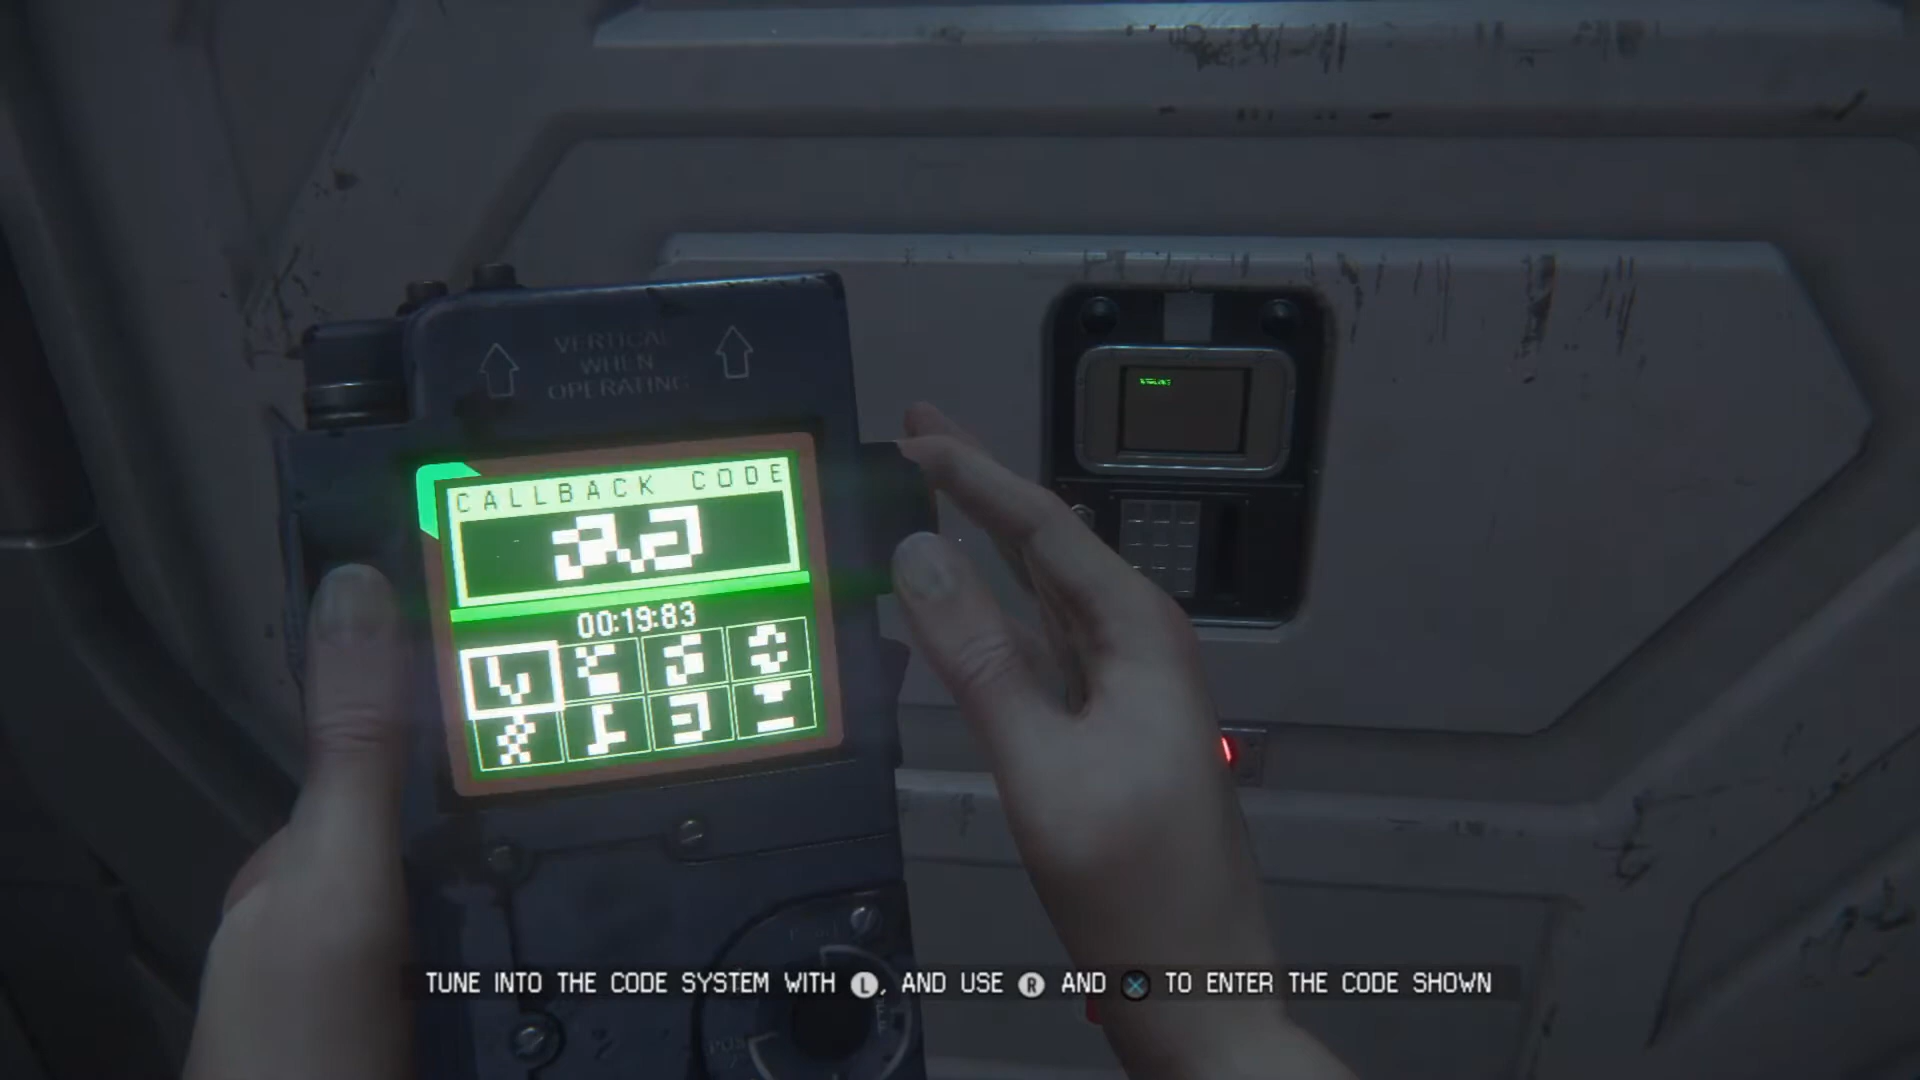 VERTICAL
WHEN
OPERATING
CALLBACK CODE
00:19:83
TUNE INTO THE CODE SYSTEM WITH L, AND USE R AND X TO ENTER THE CODE SHOWN